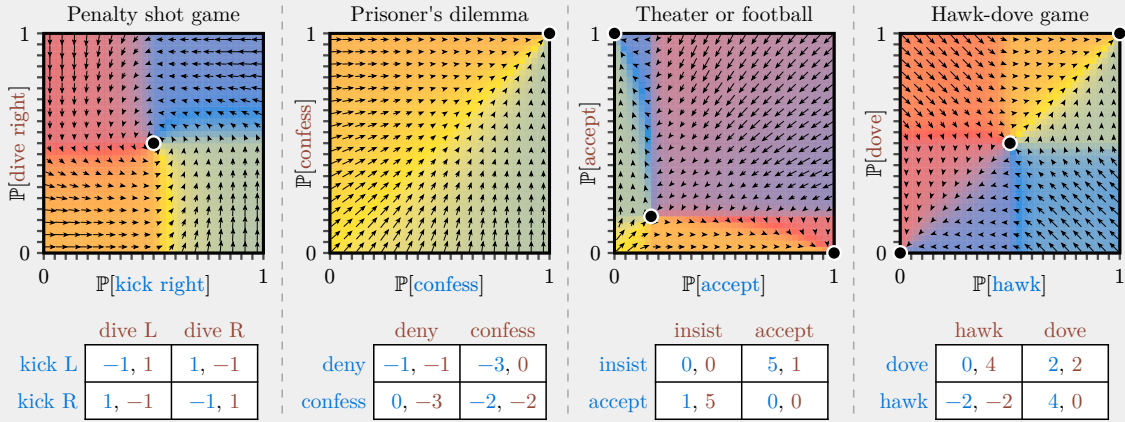 Penalty shot game
1
0
ℙ[dive right]
0
1
ℙ[kick right]
dive L dive R
kick L −1, 1 1, −1
kick R 1, −1 −1, 1
Prisoner's dilemma
1
0
ℙ[confess]
0
1
ℙ[confess]
deny confess
deny −1, −1 −3, 0
confess 0, −3 −2, −2
Theater or football
1
0
ℙ[accept]
0
1
ℙ[accept]
insist accept
insist 0, 0 5, 1
accept 1, 5 0, 0
Hawk-dove game
1
0
ℙ[dove]
0
1
ℙ[hawk]
hawk dove
dove 0, 4 2, 2
hawk −2, −2 4, 0